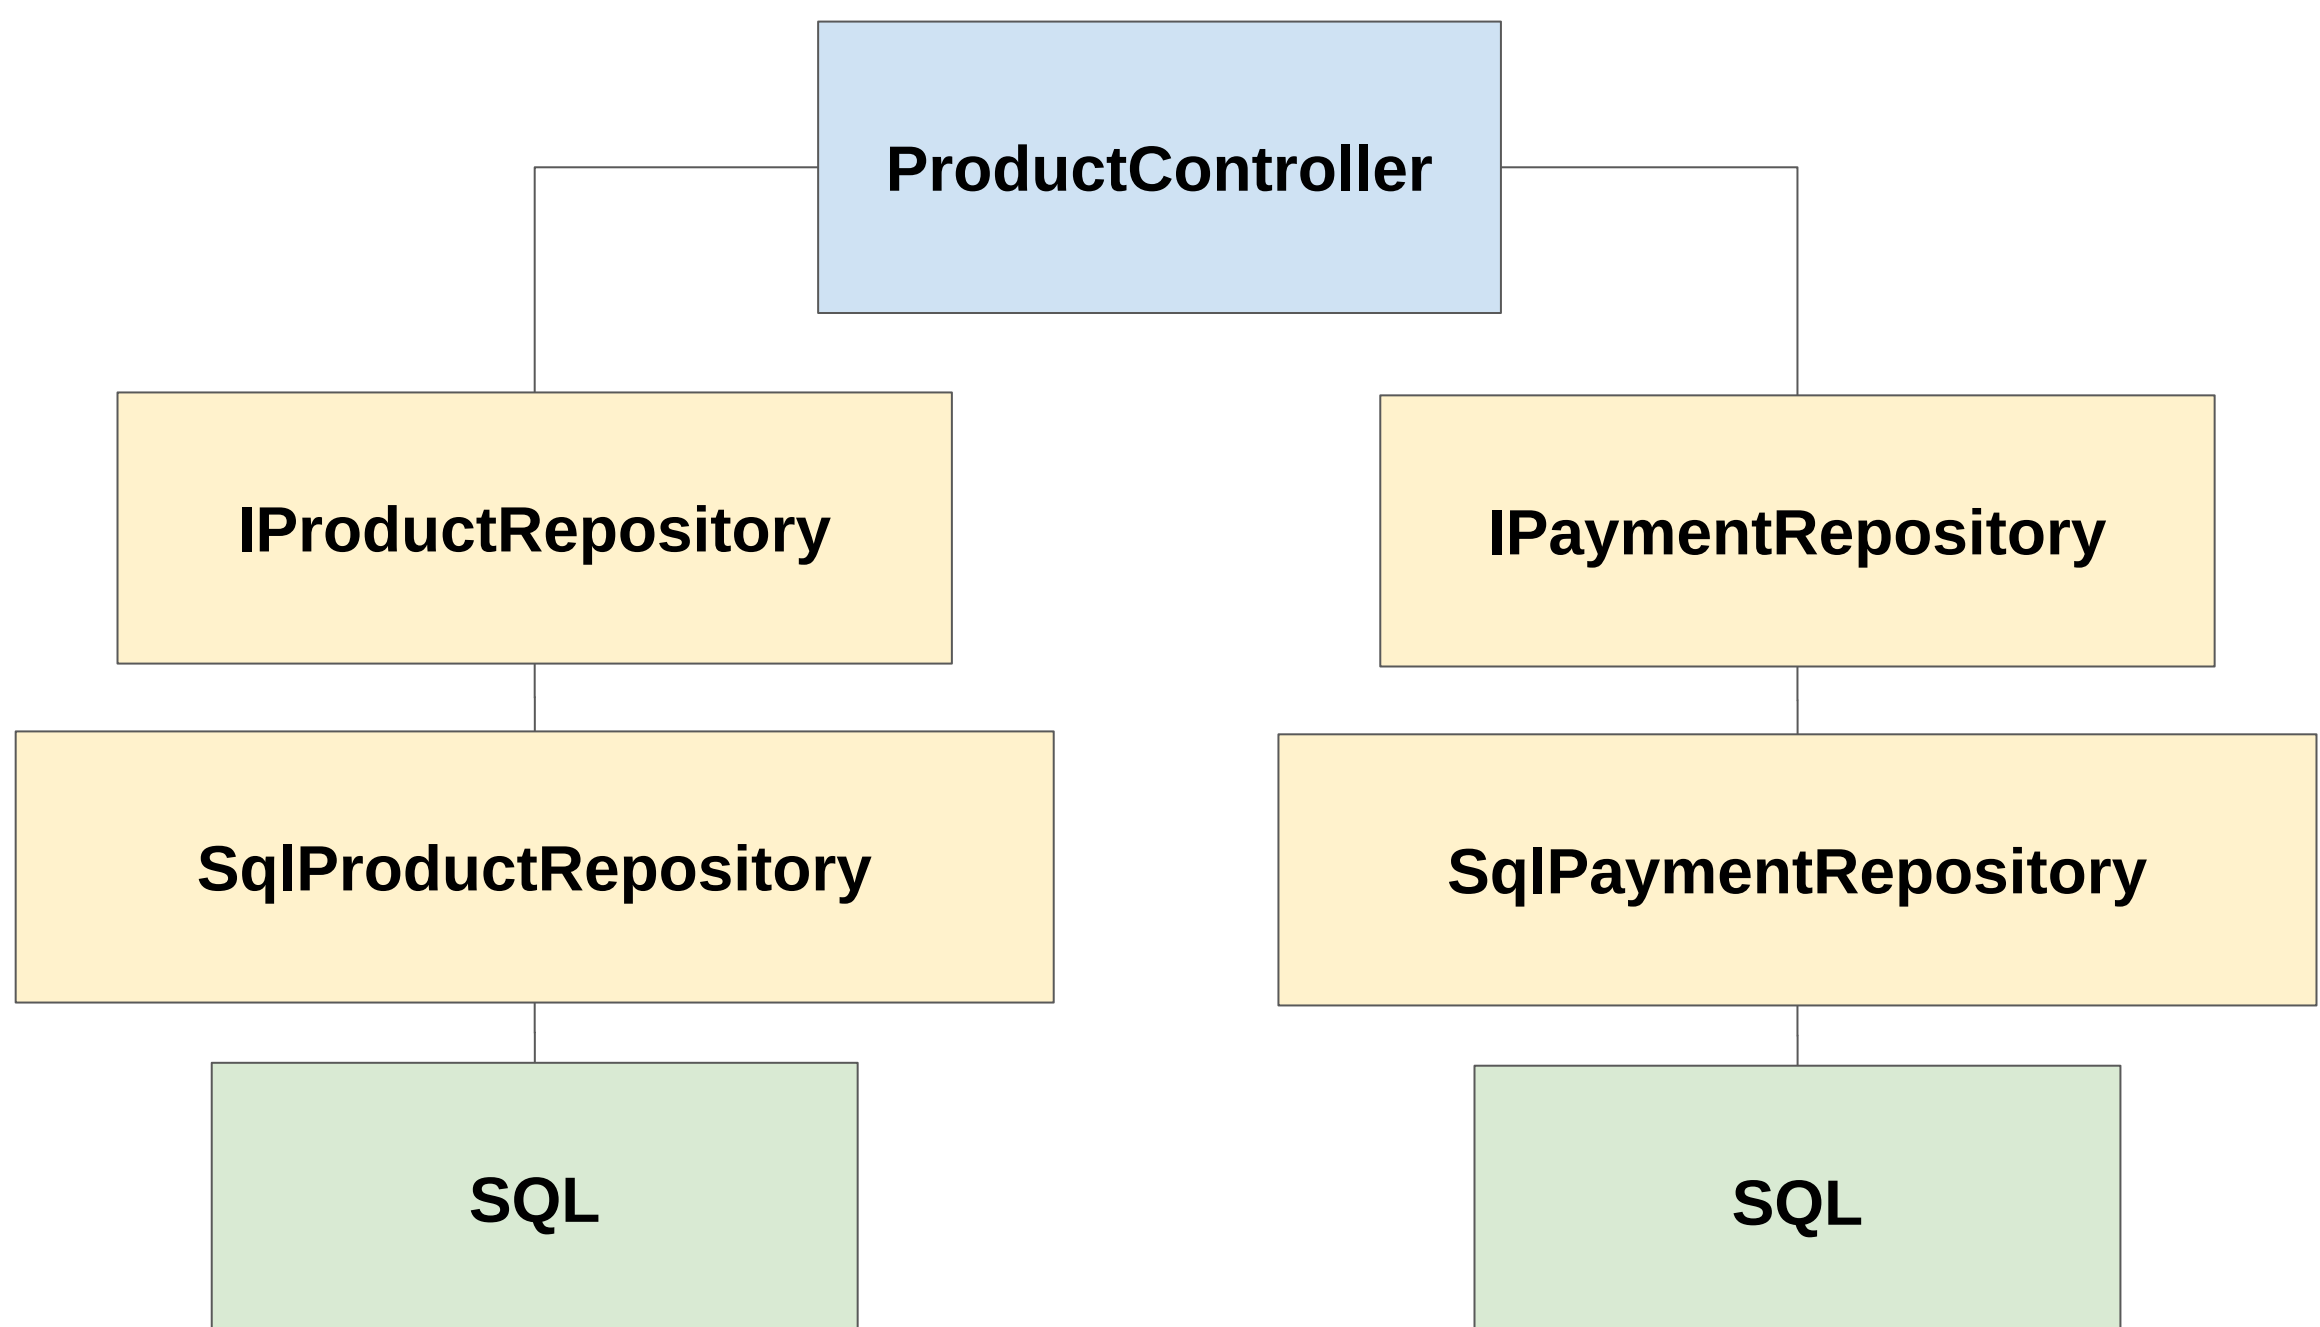 ProductController
IProductRepository
IPaymentRepository
SqlProductRepository
SqlPaymentRepository
SQL
SQL